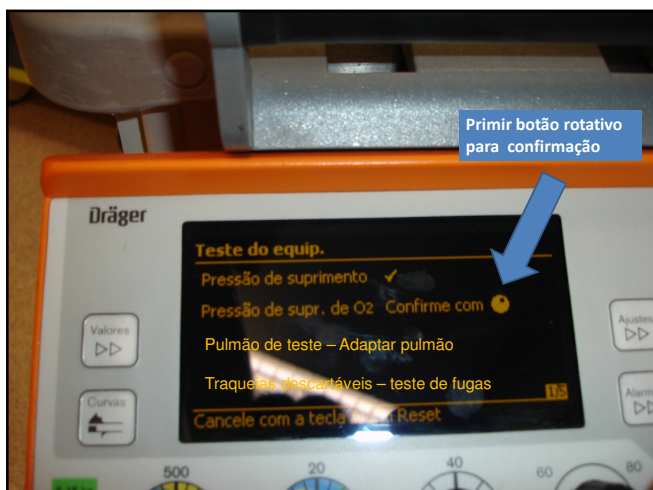 Primir botão rotativo
para confirmação
Dräger
Teste do equip.
Pressão de suprimento ✓
Pressão de supr. de O2 Confirme com
Valores
Ajustes
Pulmão de teste – Adaptar pulmão
Traqueias descartáveis – teste de fugas
1/5
Curvas
Alarm
Cancele com a tecla Reset
500
20
40
60
80